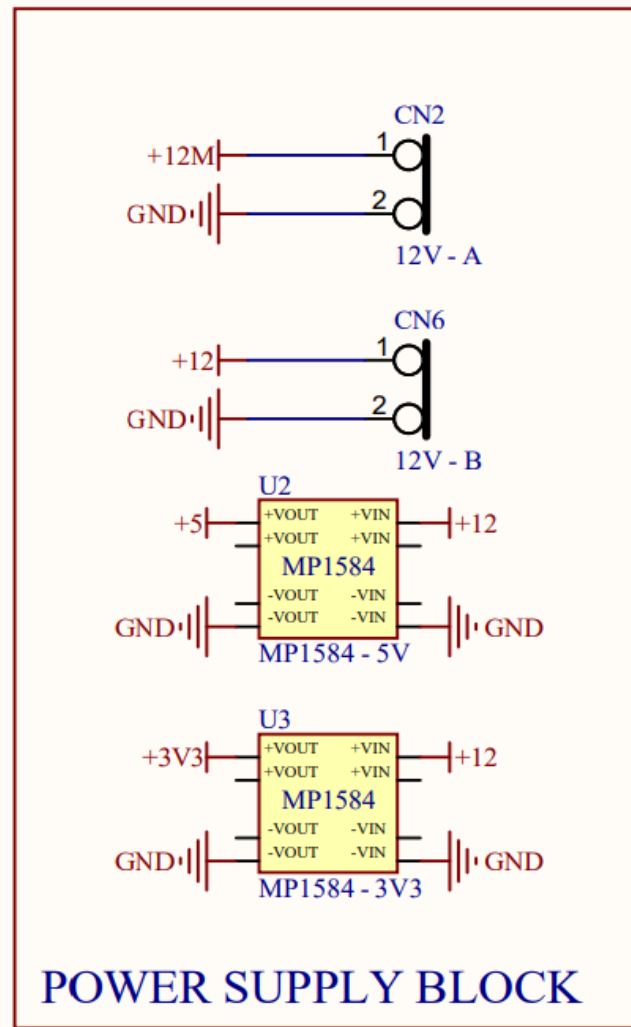 CN2
+12M 1
GND 2
12V - A
CN6
+12 1
GND 2
12V - B
U2
+5 +VOUT +VIN +12
+VOUT +VIN
MP1584
-VOUT -VIN
GND -VOUT -VIN GND
MP1584 - 5V
U3
+3V3 +VOUT +VIN +12
+VOUT +VIN
MP1584
-VOUT -VIN
GND -VOUT -VIN GND
MP1584 - 3V3
POWER SUPPLY BLOCK